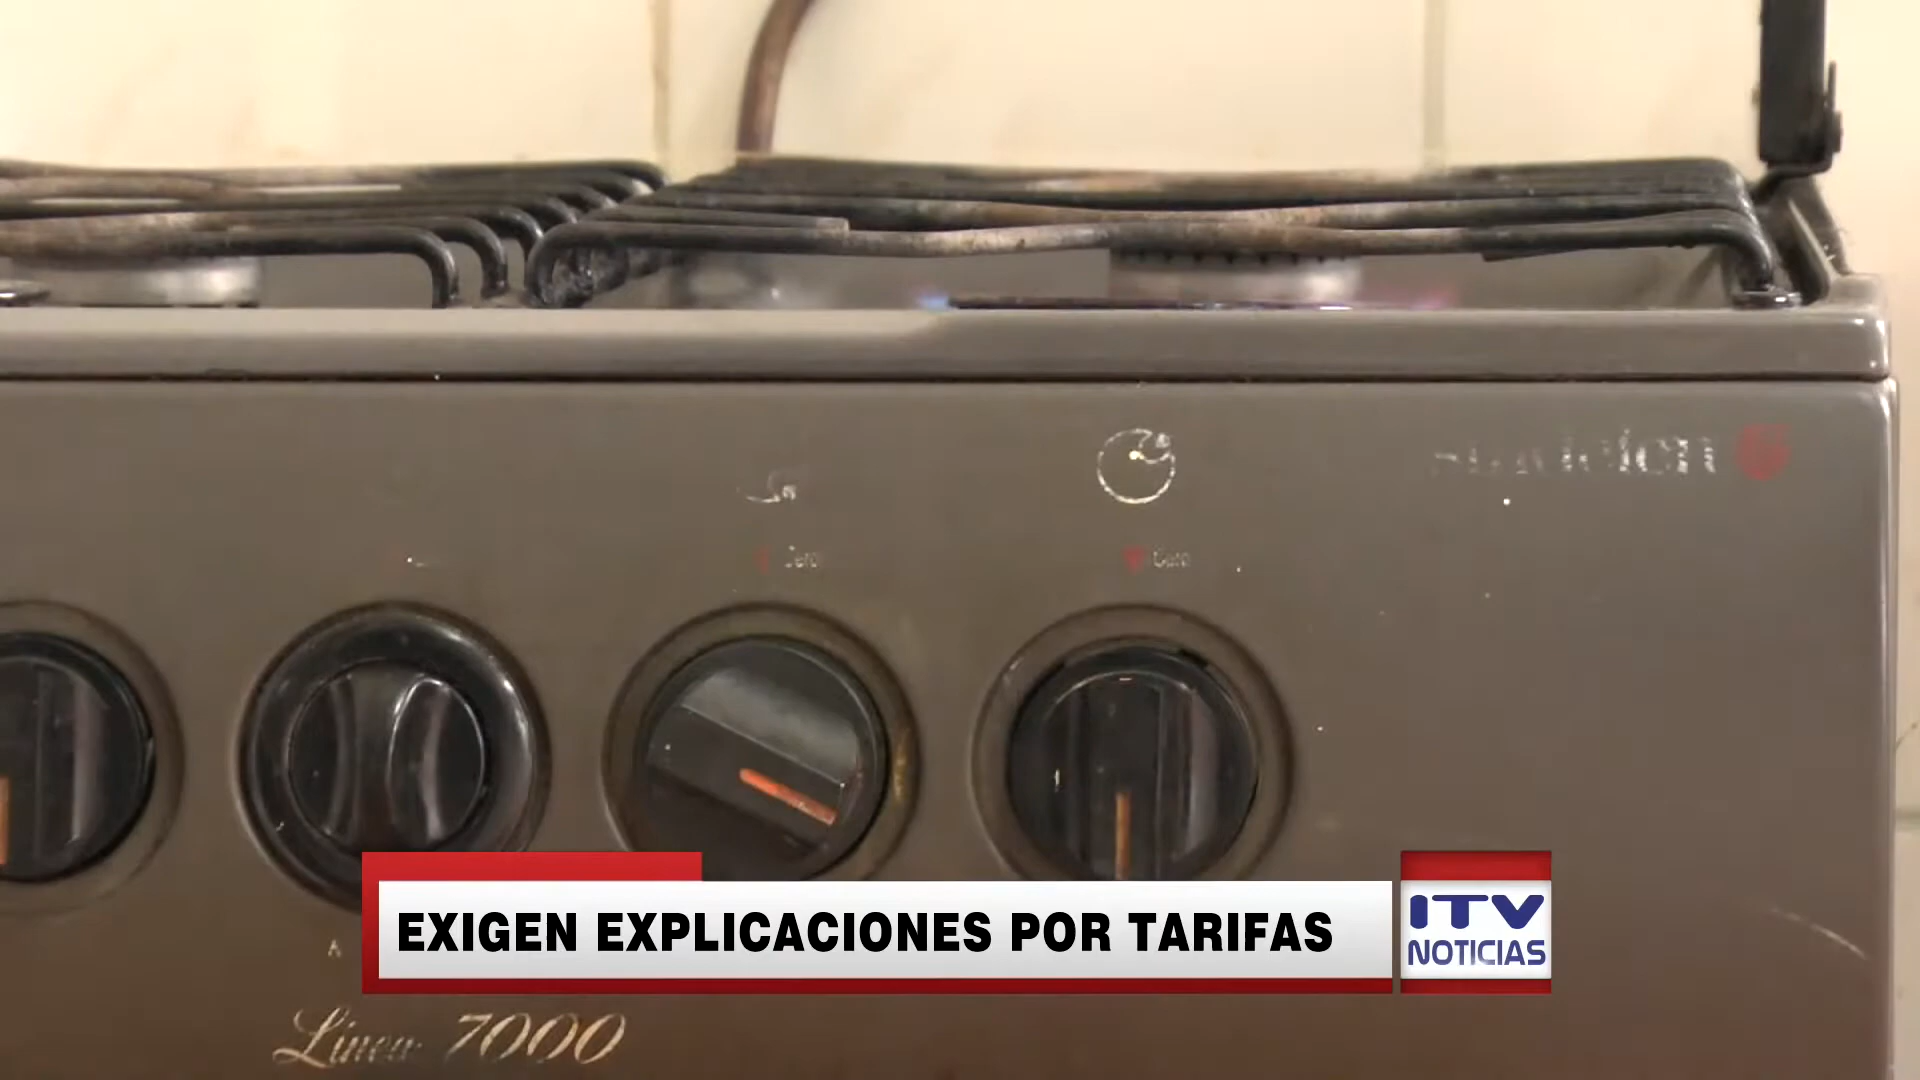 EXIGEN EXPLICACIONES POR TARIFAS
ITV
NOTICIAS
A
Linea 7000